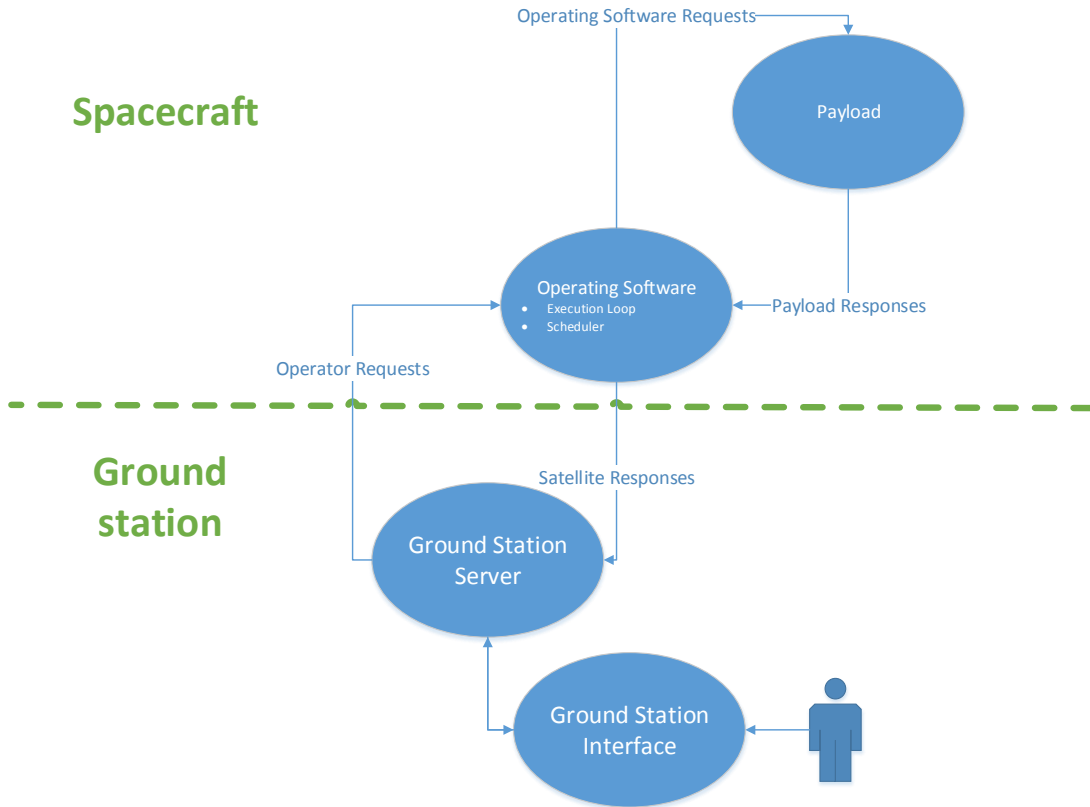 Operating Software Requests
Spacecraft
Payload
Operating Software
• Execution Loop
• Scheduler
Payload Responses
Operator Requests
Ground
station
Satellite Responses
Ground Station
Server
Ground Station
Interface